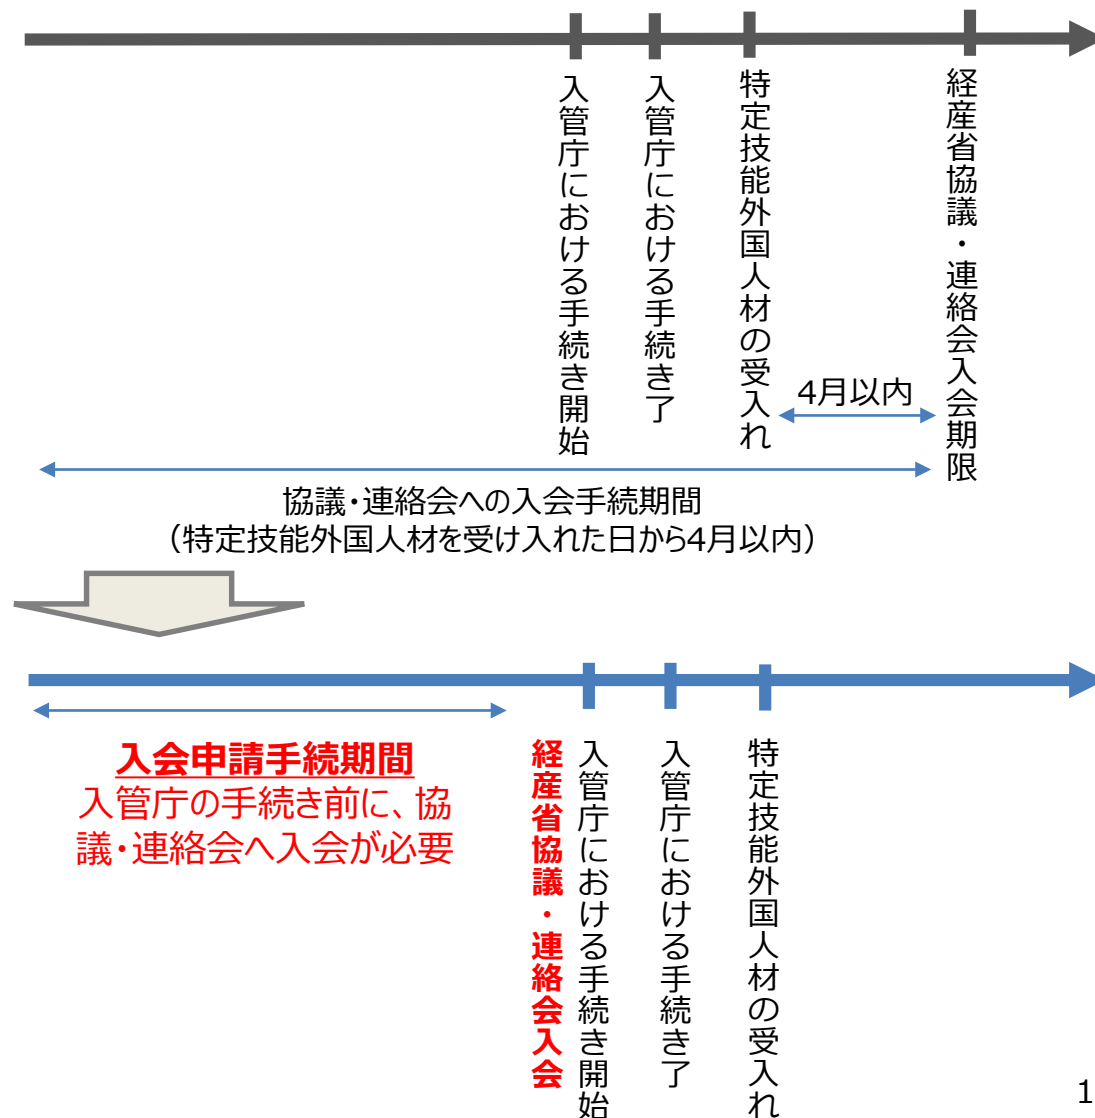 入管庁における手続き開始
入管庁における手続き了
特定技能外国人材の受入れ
経産省協議・連絡会入会期限
4月以内
協議・連絡会への入会手続期間
（特定技能外国人材を受け入れた日から4月以内）
入会申請手続期間
入管庁の手続き前に、協
議・連絡会へ入会が必要
経産省協議・連絡会入会
入管庁における手続き開始
入管庁における手続き了
特定技能外国人材の受入れ
1